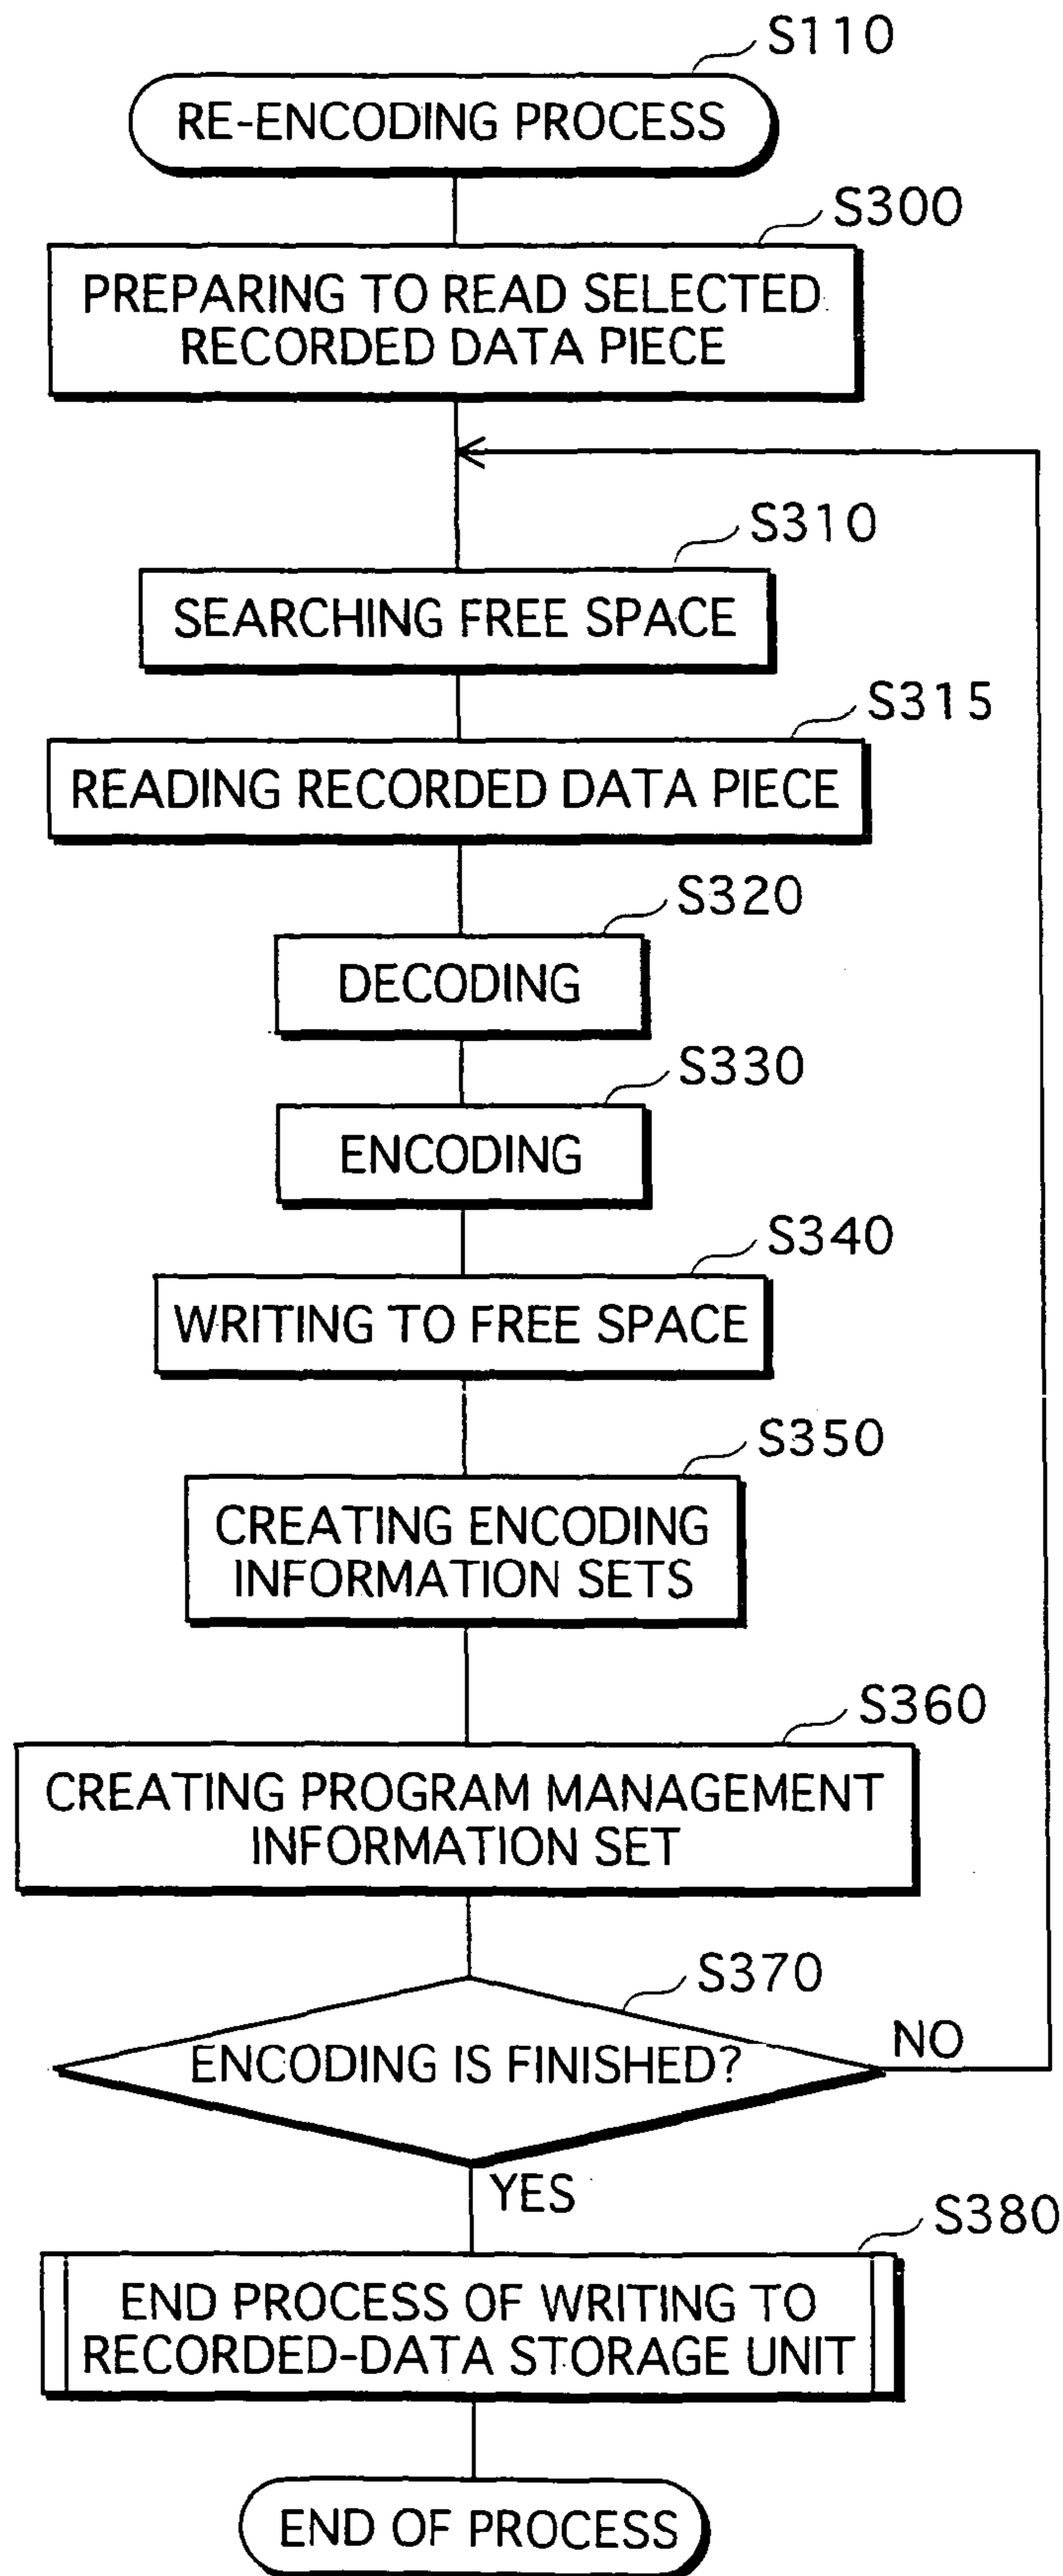 S110
RE-ENCODING PROCESS
S300
PREPARING TO READ SELECTED
RECORDED DATA PIECE
S310
SEARCHING FREE SPACE
S315
READING RECORDED DATA PIECE
S320
DECODING
S330
ENCODING
S340
WRITING TO FREE SPACE
S350
CREATING ENCODING
INFORMATION SETS
S360
CREATING PROGRAM MANAGEMENT
INFORMATION SET
S370
ENCODING IS FINISHED?
NO
YES
S380
END PROCESS OF WRITING TO
RECORDED-DATA STORAGE UNIT
END OF PROCESS